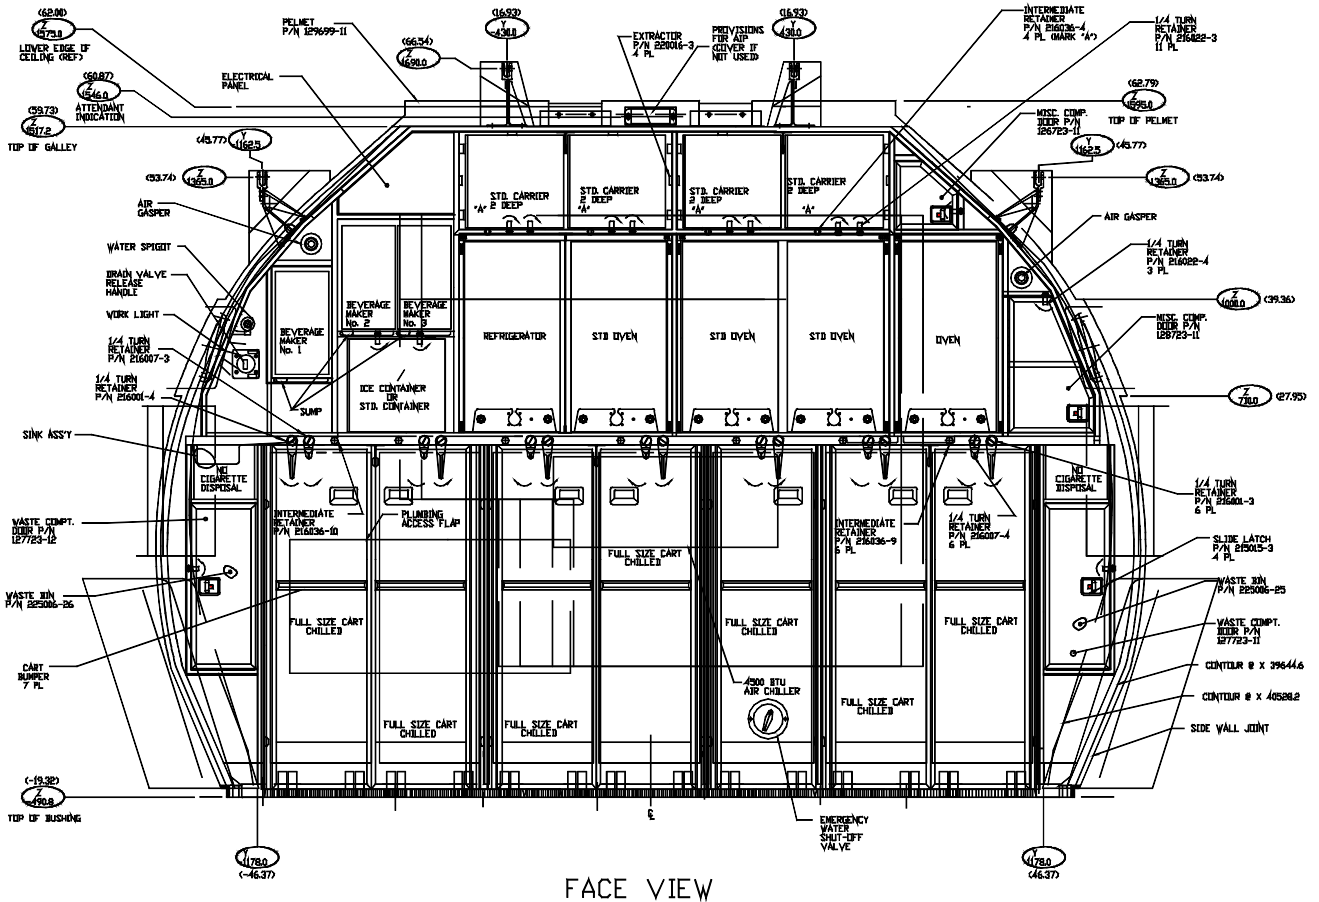 (62.00)
Z
1575.0
LOWER EDGE OF
CEILING (REF)
(60.87)
Z
1546.0
ATTENDANT
INDICATION
(59.73)
Z
1517.2
TOP OF GALLEY
PELMET
P/N 129699-11
(66.54)
Z
1690.0
(16.93)
Y
-430.0
EXTRACTOR
P/N 220016-3
4 PL
PROVISIONS
FOR AIP
(COVER IF
NOT USED)
(16.93)
Y
430.0
INTERMEDIATE
RETAINER
P/N 216036-4
4 PL (MARK "A")
1/4 TURN
RETAINER
P/N 216022-3
11 PL
(62.79)
Z
1595.0
TOP OF PELMET
ELECTRICAL
PANEL
MISC. COMP.
DOOR P/N
126723-11
(45.77)
Y
-1162.5
Y
1162.5
(45.77)
(53.74)
Z
1365.0
Z
1365.0
(53.74)
AIR
GASPER
AIR GASPER
STD. CARRIER
2 DEEP
"A"
STD. CARRIER
2 DEEP
STD. CARRIER
2 DEEP
"A"
STD. CARRIER
2 DEEP
"A"
WATER SPIGOT
DRAIN VALVE
RELEASE
HANDLE
WORK LIGHT
1/4 TURN
RETAINER
P/N 216007-3
1/4 TURN
RETAINER
P/N 216001-4
1/4 TURN
RETAINER
P/N 216022-4
3 PL
Z
1000.0
(39.36)
MISC. COMP.
DOOR P/N
128723-11
Z
710.0
(27.95)
BEVERAGE
MAKER
No. 1
BEVERAGE
MAKER
No. 2
BEVERAGE
MAKER
No. 3
REFRIGERATOR
STD OVEN
STD OVEN
STD OVEN
OVEN
ICE CONTAINER
OR
STD. CONTAINER
SUMP
SINK ASS'Y
NO
CIGARETTE
DISPOSAL
NO
CIGARETTE
DISPOSAL
1/4 TURN
RETAINER
P/N 216001-3
6 PL
WASTE COMPT.
DOOR P/N
127723-12
INTERMEDIATE
RETAINER
P/N 216036-10
PLUMBING
ACCESS FLAP
INTERMEDIATE
RETAINER
P/N 216036-9
6 PL
1/4 TURN
RETAINER
P/N 216007-4
6 PL
SLIDE LATCH
P/N 215015-3
4 PL
FULL SIZE CART
CHILLED
WASTE BIN
P/N 225006-26
WASTE BIN
P/N 225006-25
FULL SIZE CART
CHILLED
FULL SIZE CART
CHILLED
FULL SIZE CART
CHILLED
WASTE COMPT.
DOOR P/N
127723-11
CART
BUMPER
7 PL
CONTOUR @ X 39644.6
4500 BTU
AIR CHILLER
CONTOUR @ X 40528.2
FULL SIZE CART
CHILLED
FULL SIZE CART
CHILLED
FULL SIZE CART
CHILLED
SIDE WALL JOINT
(-19.32)
Z
-490.8
TOP OF BUSHING
EMERGENCY
WATER
SHUT-OFF
VALVE
Y
-1178.0
(-46.37)
Y
1178.0
(46.37)
FACE VIEW